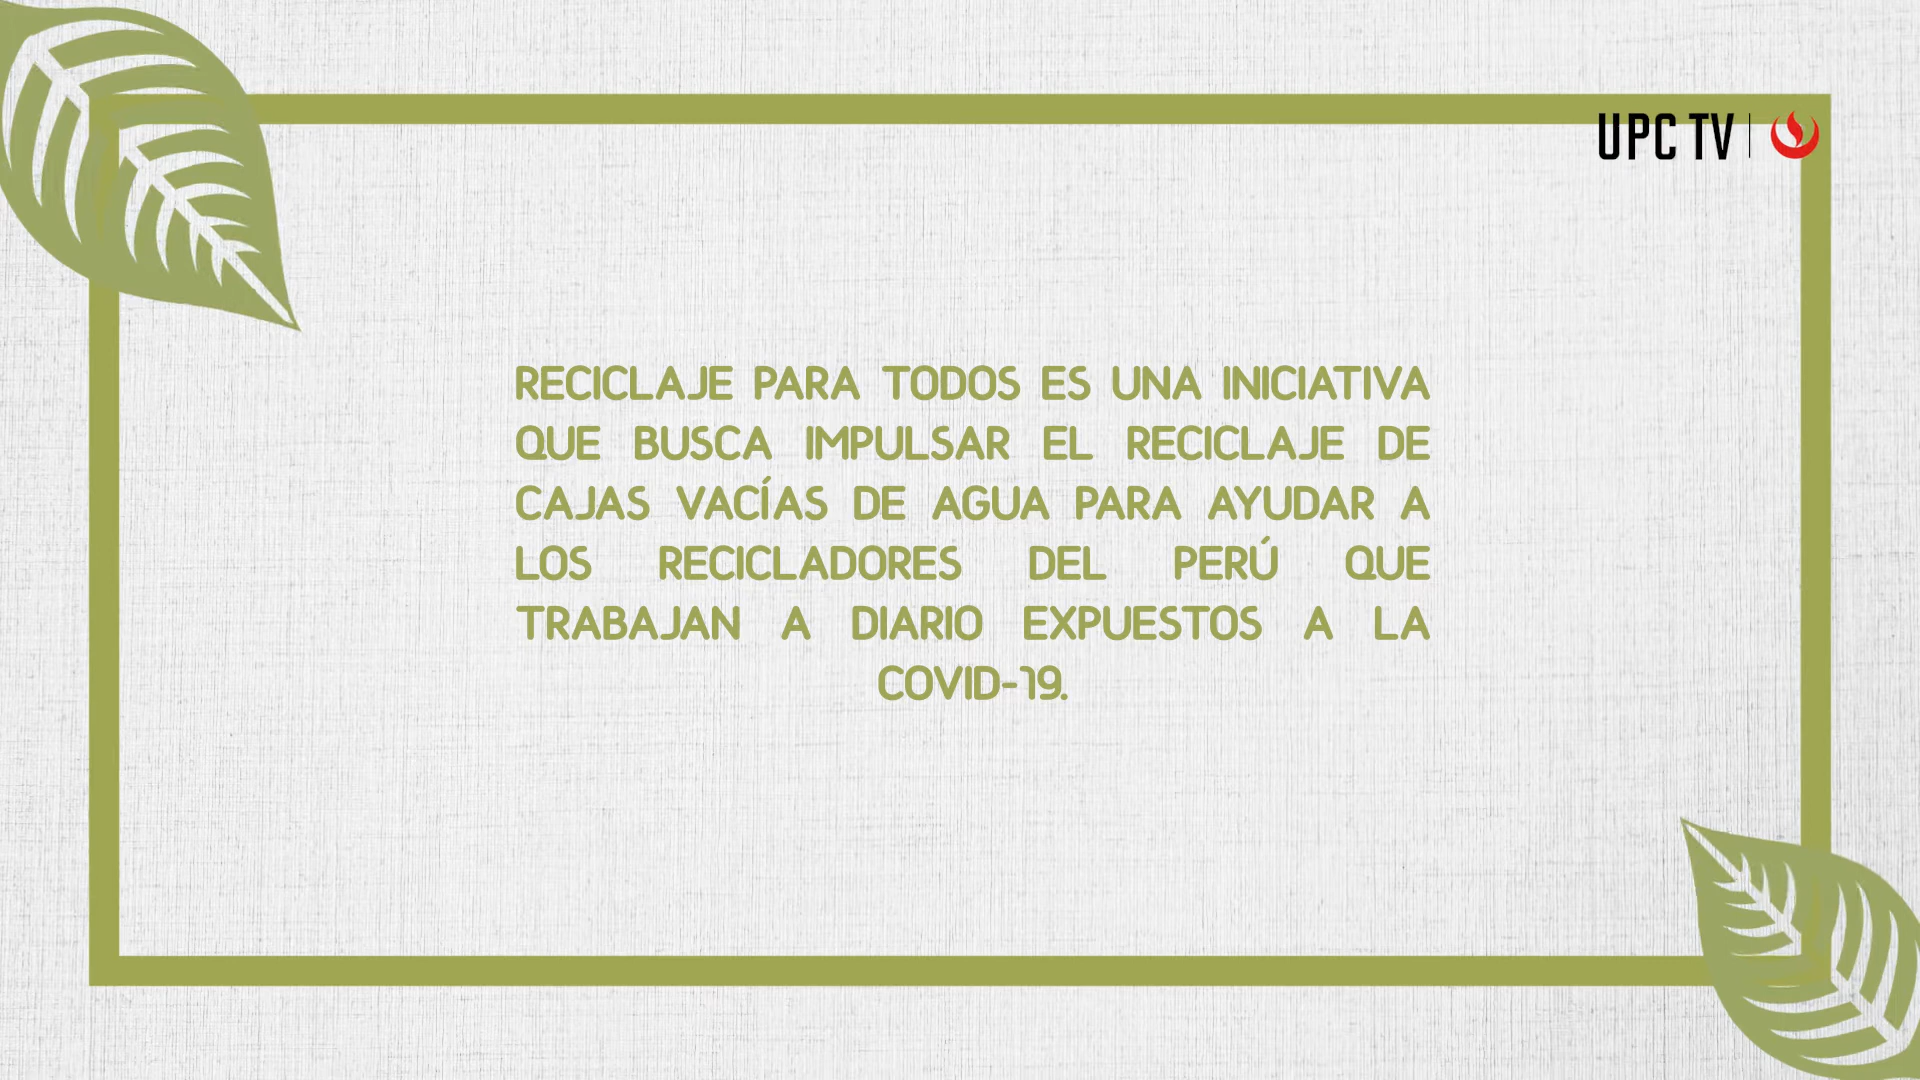 UPC TV
RECICLAJE PARA TODOS ES UNA INICIATIVA
QUE BUSCA IMPULSAR EL RECICLAJE DE
CAJAS VACÍAS DE AGUA PARA AYUDAR A
LOS RECICLADORES DEL PERÚ QUE
TRABAJAN A DIARIO EXPUESTOS A LA
COVID-19.